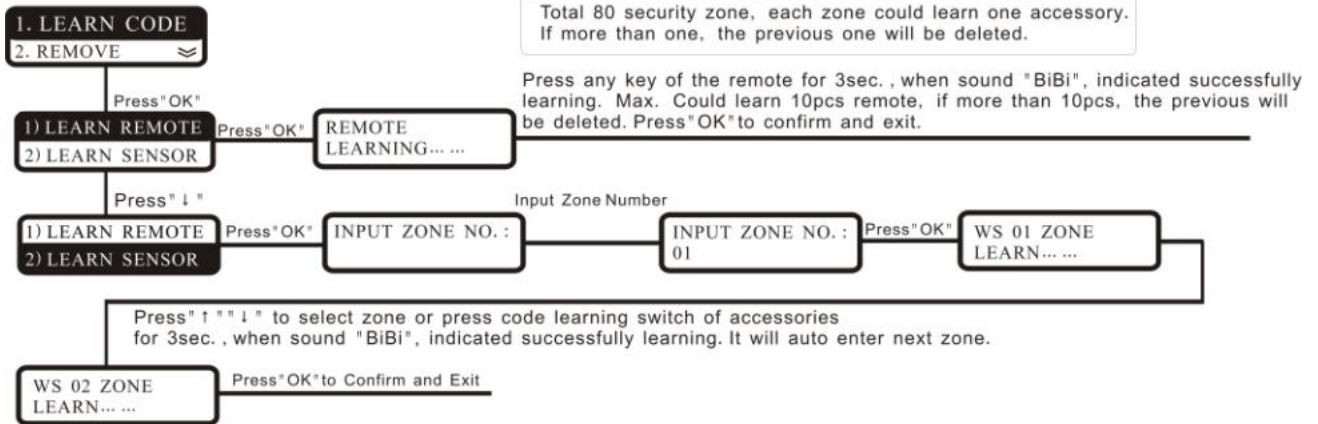 1. LEARN CODE
2. REMOVE
Total 80 security zone, each zone could learn one accessory.
If more than one, the previous one will be deleted.
Press"OK"
1) LEARN REMOTE
2) LEARN SENSOR
Press"OK"
REMOTE
LEARNING... ...
Press any key of the remote for 3sec. , when sound "BiBi", indicated successfully
learning. Max. Could learn 10pcs remote, if more than 10pcs, the previous will
be deleted. Press"OK"to confirm and exit.
Press"↓"
1) LEARN REMOTE
2) LEARN SENSOR
Press"OK"
INPUT ZONE NO. :
Input Zone Number
INPUT ZONE NO. :
01
Press"OK"
WS 01 ZONE
LEARN... ...
Press"↑""↓" to select zone or press code learning switch of accessories
for 3sec. , when sound "BiBi", indicated successfully learning. It will auto enter next zone.
WS 02 ZONE
LEARN... ...
Press"OK"to Confirm and Exit